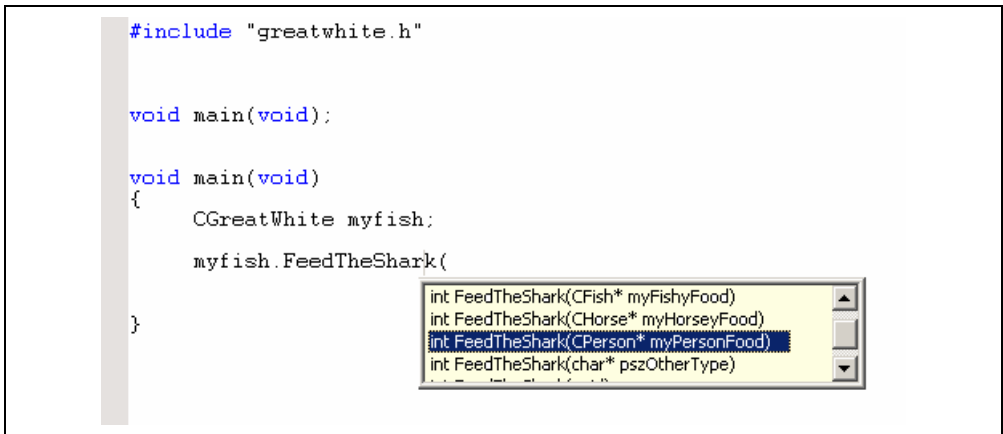 #include "greatwhite.h"
void main(void);
void main(void)
{
CGreatWhite myfish;
myfish.FeedTheShark(
int FeedTheShark(CFish* myFishyFood)
int FeedTheShark(CHorse* myHorseyFood)
int FeedTheShark(CPerson* myPersonFood)
int FeedTheShark(char* pszOtherType)
}